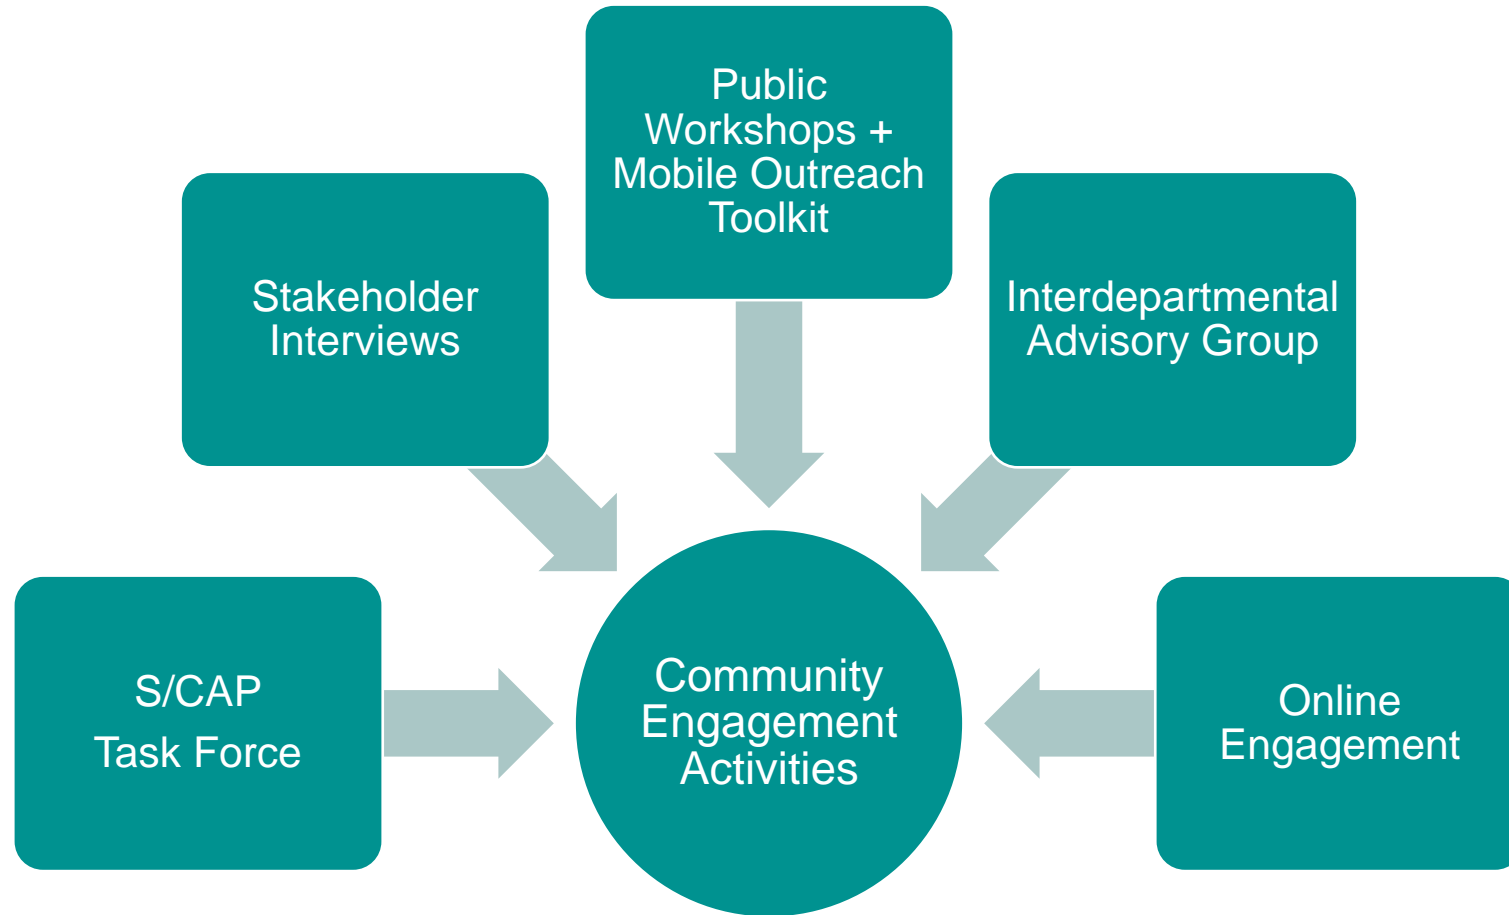 Public
Workshops +
Mobile Outreach
Toolkit
Stakeholder
Interviews
Interdepartmental
Advisory Group
S/CAP
Task Force
Community
Engagement
Activities
Online
Engagement